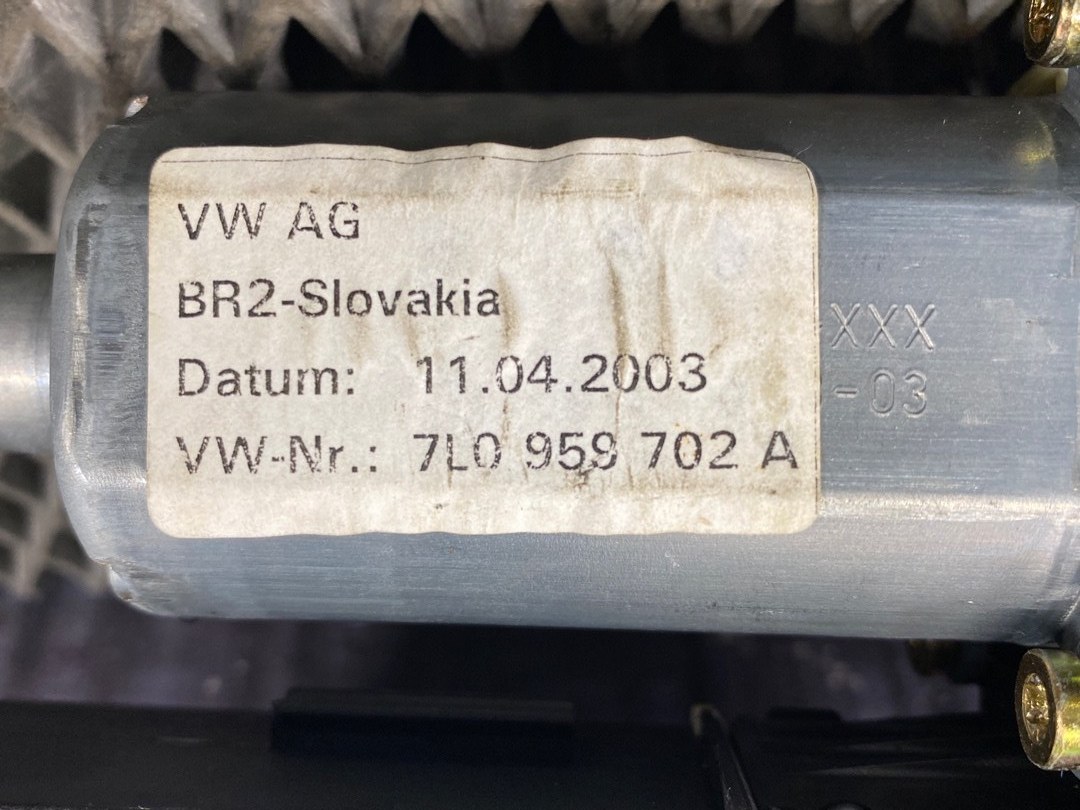 VW AG
BR2-Slovakia
Datum: 11.04.2003
VW-Nr.: 7L0 959 702 A
XXX
-03